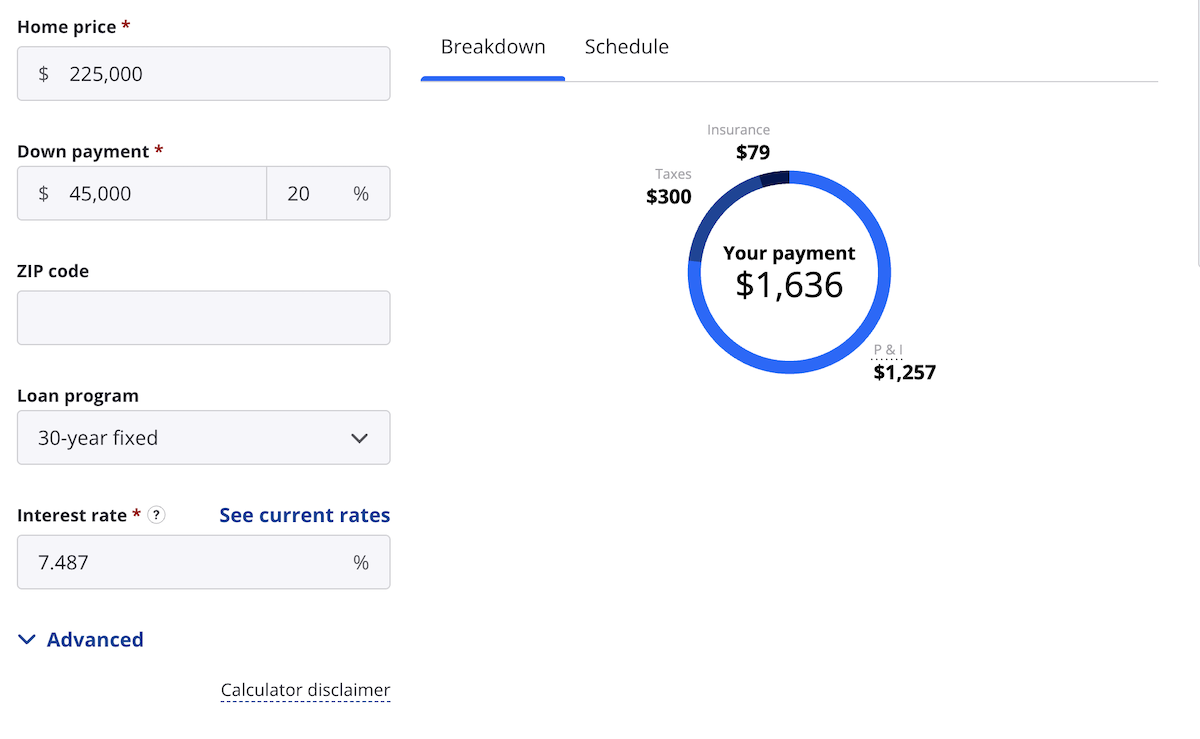 Home price *
$ 225,000
Down payment *
$ 45,000 20 %
ZIP code
Loan program
30-year fixed
Interest rate * ? See current rates
7.487 %
Advanced
Calculator disclaimer
Breakdown Schedule
Insurance
$79
Taxes
$300
Your payment
$1,636
P & I
$1,257